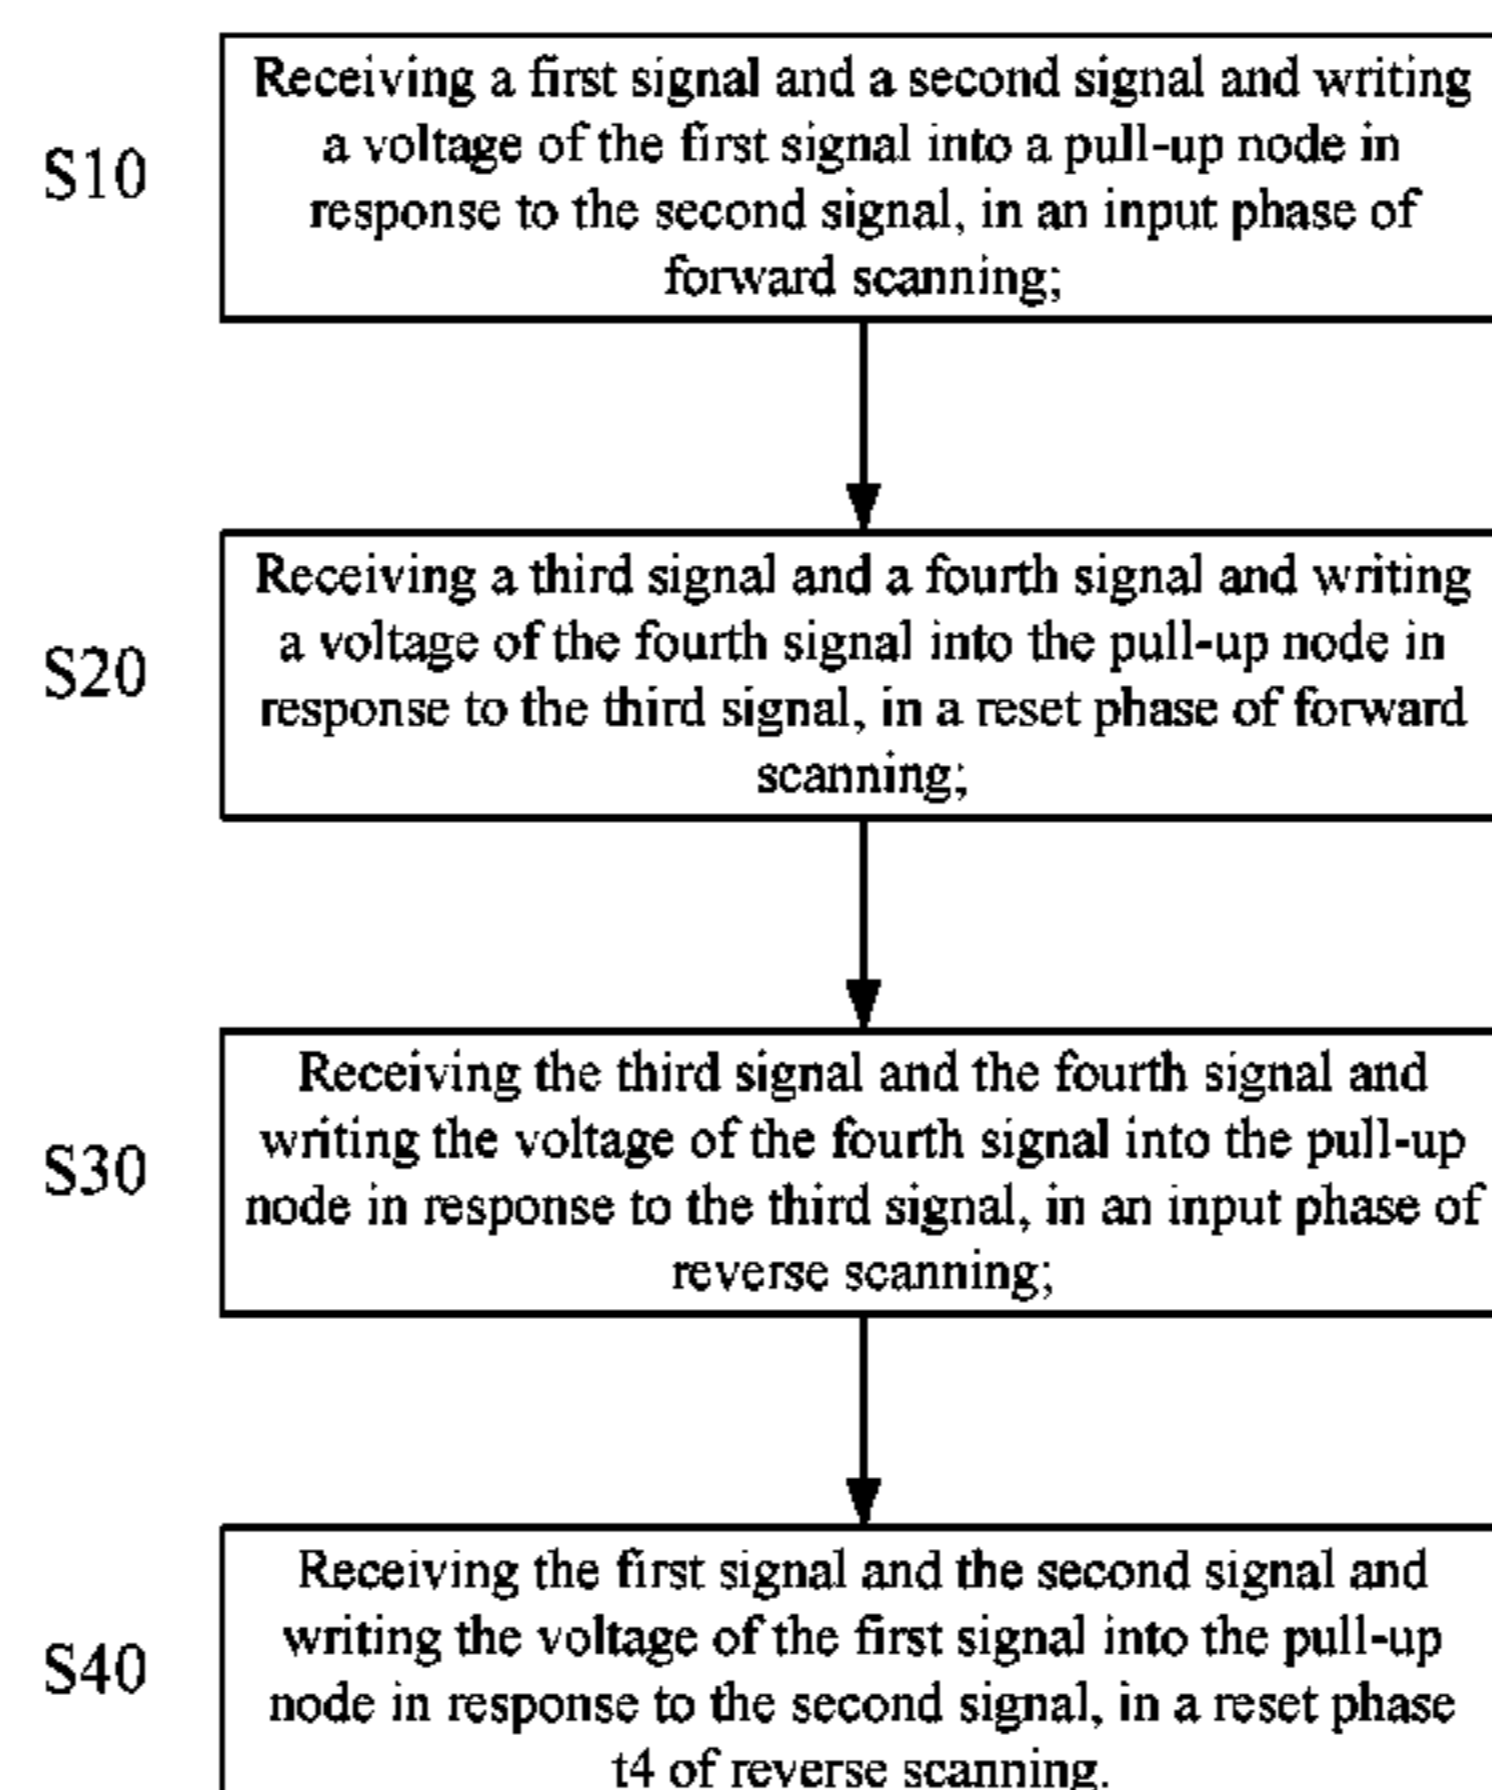 Receiving a first signal and a second signal and writing
a voltage of the first signal into a pull-up node in
S10
response to the second signal, in an input phase of
forward scanning;
Receiving a third signal and a fourth signal and writing
a voltage of the fourth signal into the pull-up node in
S20
response to the third signal, in a reset phase of forward
scanning;
Receiving the third signal and the fourth signal and
writing the voltage of the fourth signal into the pull-up
S30
node in response to the third signal, in an input phase of
reverse scanning;
Receiving the first signal and the second signal and
writing the voltage of the first signal into the pull-up
S40
node in response to the second signal, in a reset phase
t4 of reverse scanning.